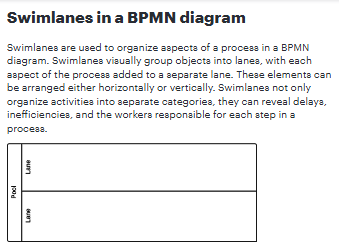 Swimlanes in a BPMN diagram
Swimlanes are used to organize aspects of a process in a BPMN
diagram. Swimlanes visually group objects into lanes, with each
aspect of the process added to a separate lane. These elements can
be arranged either horizontally or vertically. Swimlanes not only
organize activities into separate categories, they can reveal delays,
inefficiencies, and the workers responsible for each step in a
process.
Pool
Lane
Lane